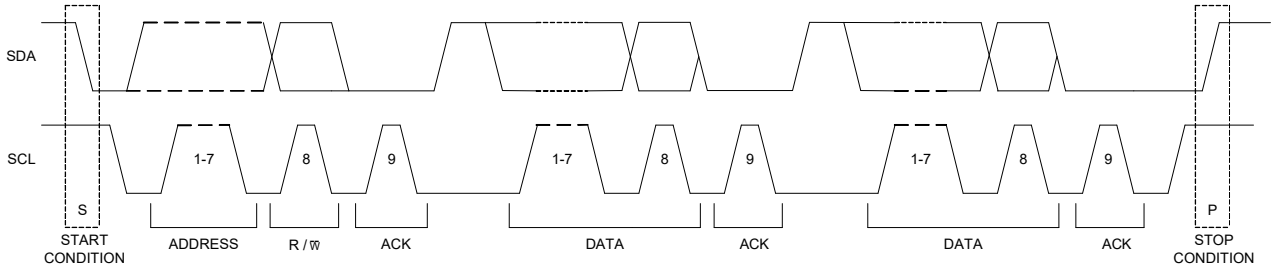 SDA
SCL
1-7
8
9
1-7
8
9
1-7
8
9
S
P
START
CONDITION
ADDRESS
R / W̅
ACK
DATA
ACK
DATA
ACK
STOP
CONDITION